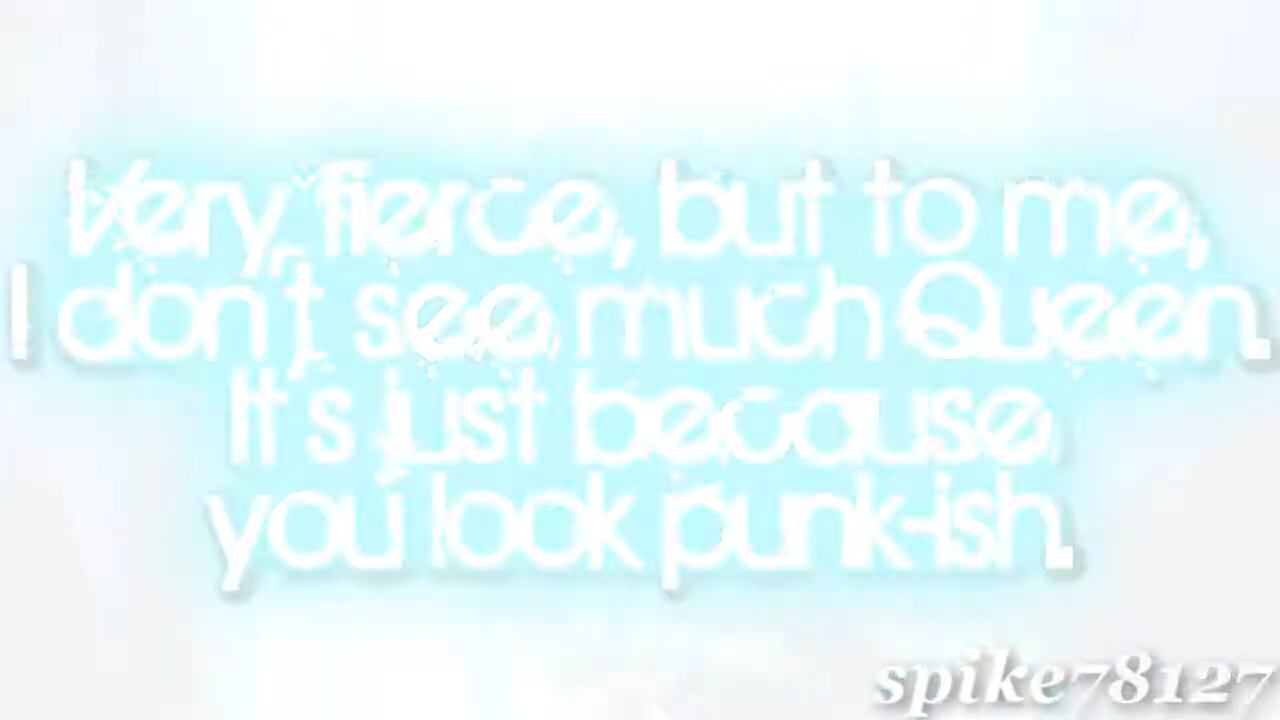 Very, fierce, but to me,
I don't see much Queen.
It's just because
you look punk-ish.
spike78127